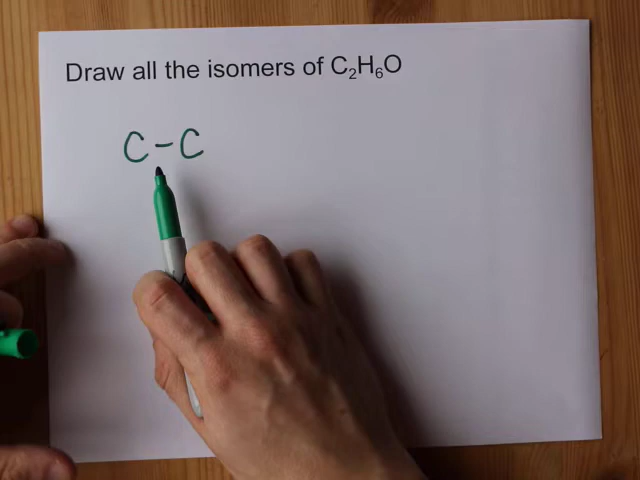 Draw all the isomers of C₂H₆O
C-C